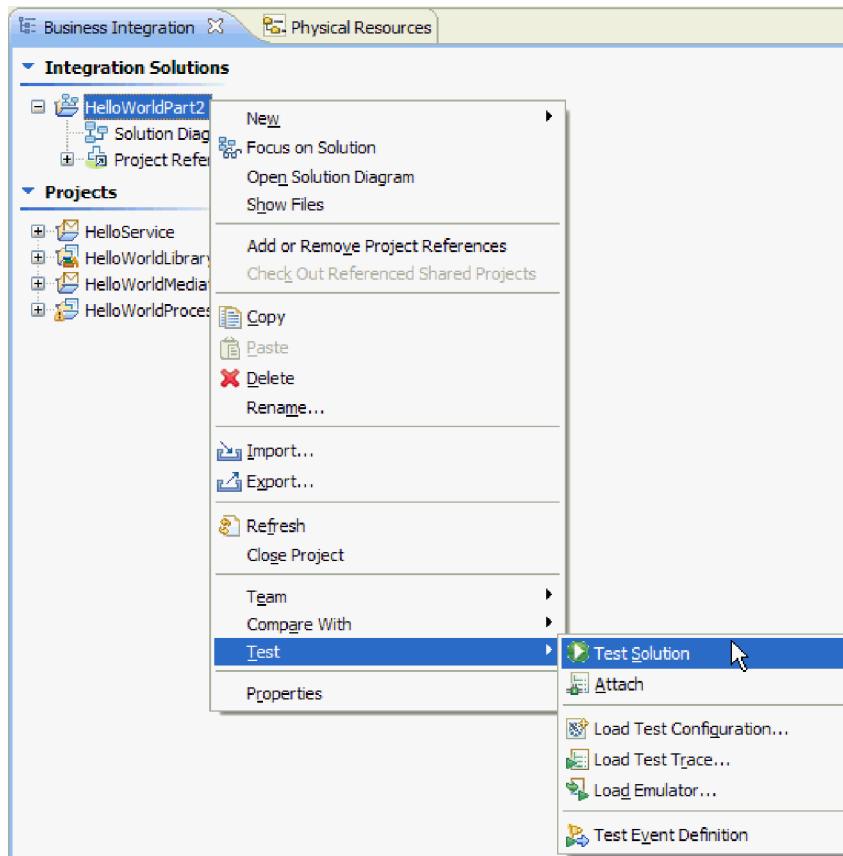 Business Integration
Physical Resources
Integration Solutions
HelloWorldPart2
Solution Diag
Project Refe
Projects
HelloService
HelloWorldLibrary
HelloWorldMedia
HelloWorldProces
New
Focus on Solution
Open Solution Diagram
Show Files
Add or Remove Project References
Check Out Referenced Shared Projects
Copy
Paste
Delete
Rename...
Import...
Export...
Refresh
Close Project
Team
Compare With
Test
Properties
Test Solution
Attach
Load Test Configuration...
Load Test Trace...
Load Emulator...
Test Event Definition